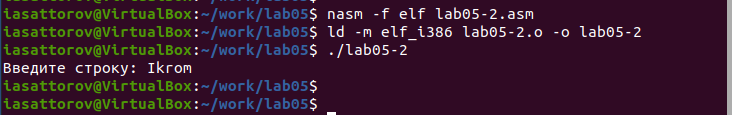 iasattorov@VirtualBox:~/work/lab05$ nasm -f elf lab05-2.asm
iasattorov@VirtualBox:~/work/lab05$ ld -m elf_i386 lab05-2.o -o lab05-2
iasattorov@VirtualBox:~/work/lab05$ ./lab05-2
Введите строку: Ikrom
iasattorov@VirtualBox:~/work/lab05$
iasattorov@VirtualBox:~/work/lab05$